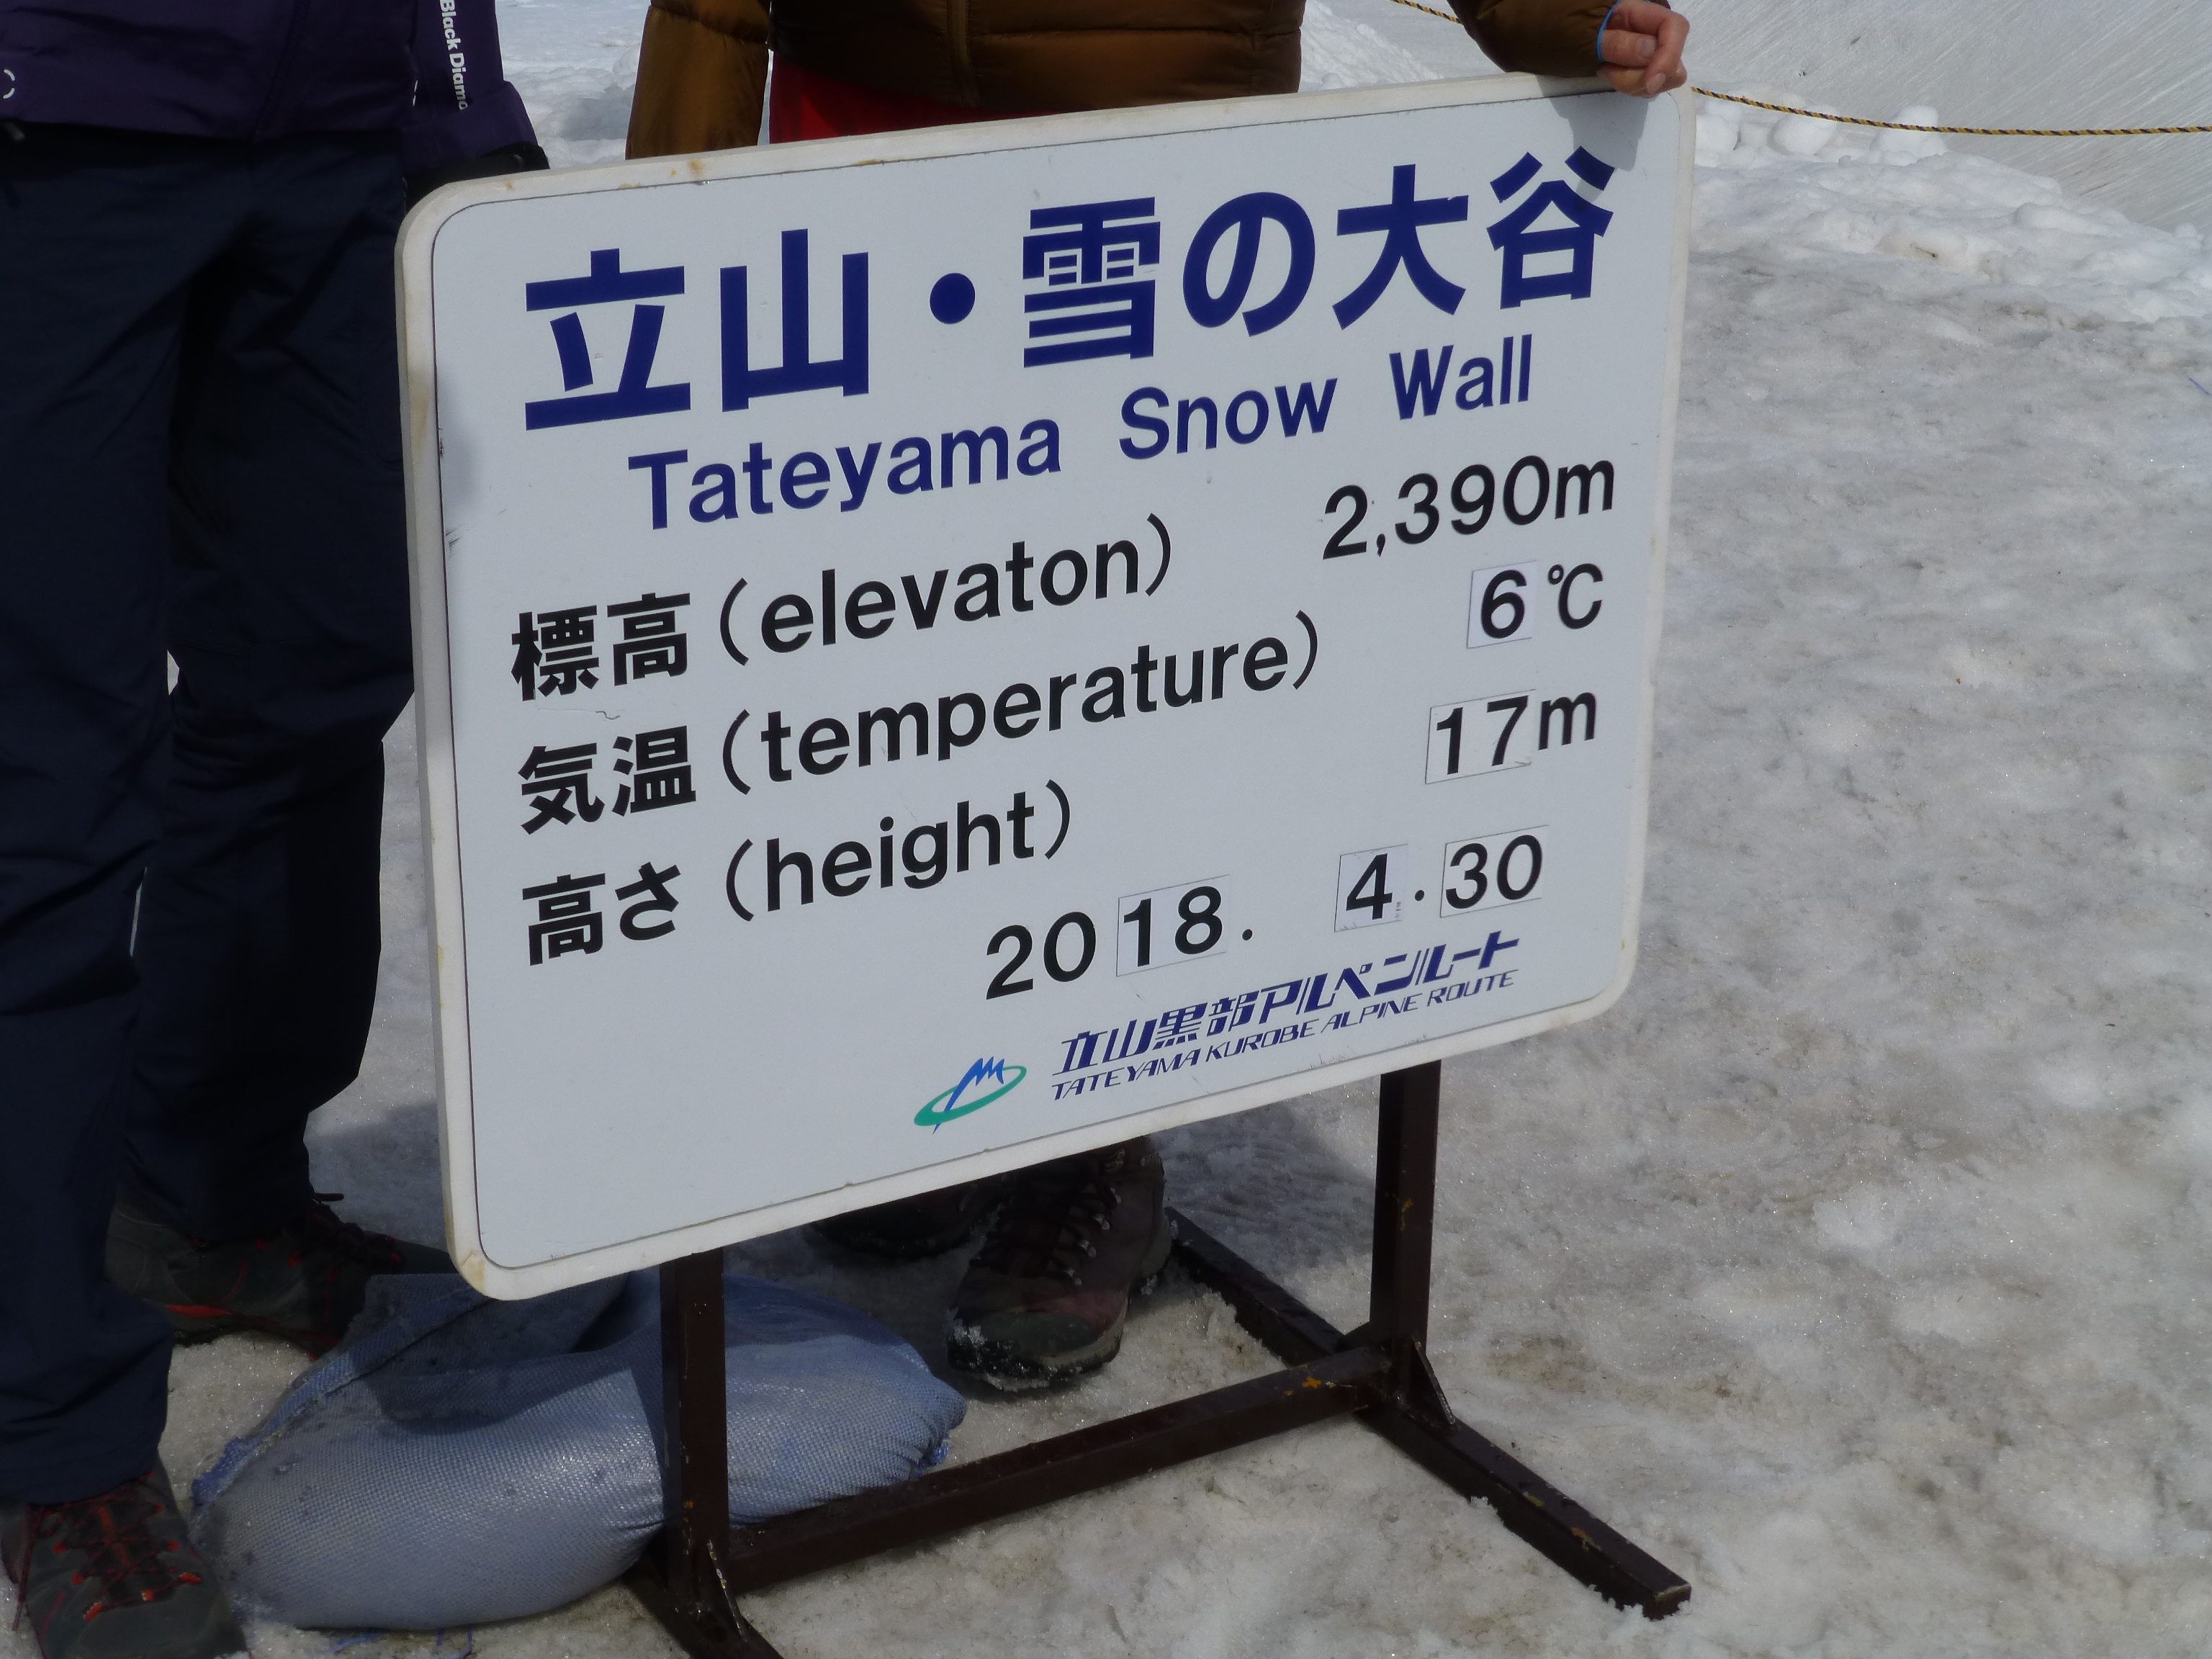 Black Diamo
立山・雪の大谷
Tateyama Snow Wall
標高（elevaton） 2,390m
気温（temperature） 6℃
高さ（height） 17m
2018. 4.30
立山黒部アルペンルート
TATEYAMA KUROBE ALPINE ROUTE